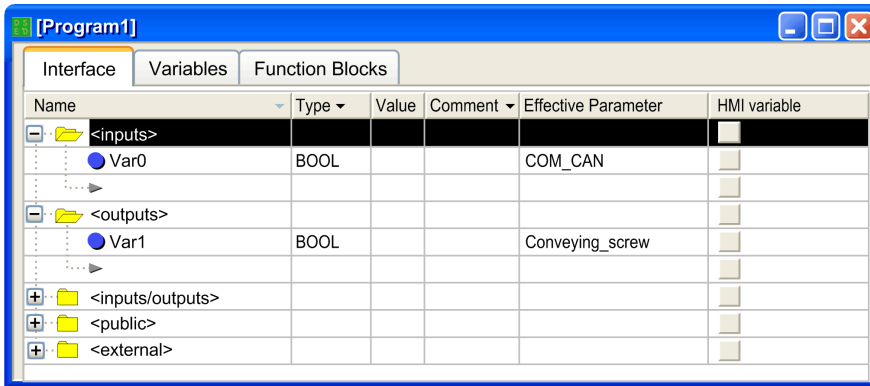 [Program1]
Interface Variables Function Blocks
Name Type Value Comment Effective Parameter HMI variable
<inputs>
Var0 BOOL COM_CAN
<outputs>
Var1 BOOL Conveying_screw
<inputs/outputs>
<public>
<external>